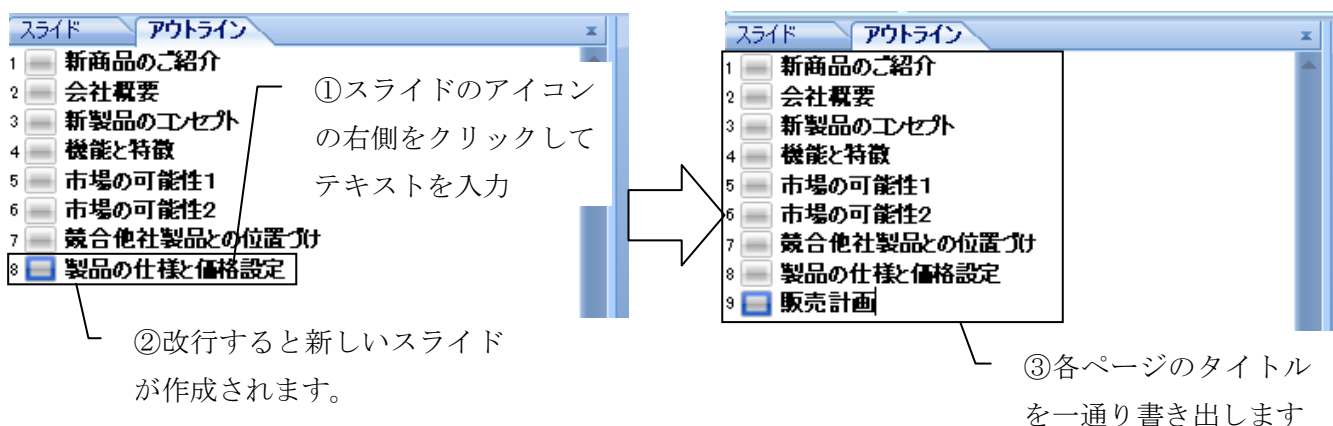 スライド アウトライン
1 新商品のご紹介
2 会社概要
3 新製品のコンセプト
4 機能と特徴
5 市場の可能性1
6 市場の可能性2
7 競合他社製品との位置づけ
8 製品の仕様と価格設定
①スライドのアイコン
の右側をクリックして
テキストを入力
②改行すると新しいスライド
が作成されます。
スライド アウトライン
1 新商品のご紹介
2 会社概要
3 新製品のコンセプト
4 機能と特徴
5 市場の可能性1
6 市場の可能性2
7 競合他社製品との位置づけ
8 製品の仕様と価格設定
9 販売計画
③各ページのタイトル
を一通り書き出します